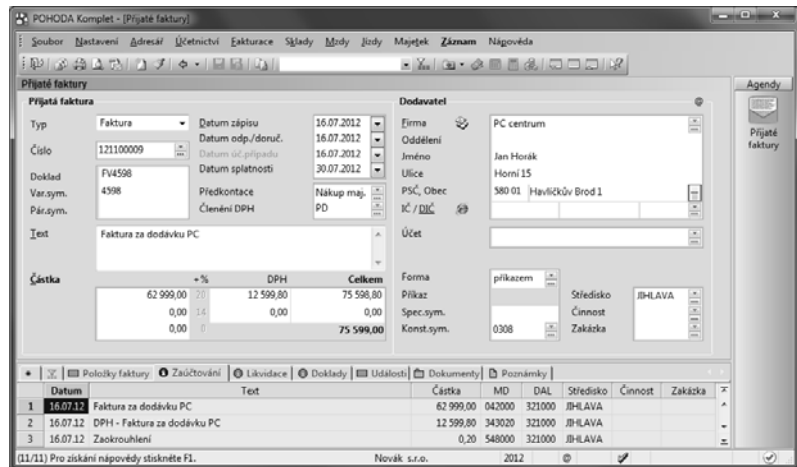 POHODA Komplet - [Přijaté faktury]
Soubor Nastavení Adresář Účetnictví Fakturace Sklady Mzdy Jízdy Majetek Záznam Nápověda
Přijaté faktury
Agendy
Přijaté faktury
Přijatá faktura
Typ Faktura
Číslo 121100009
Doklad FV4598
Var.sym. 4598
Pár.sym.
Datum zápisu 16.07.2012
Datum odp./doruč. 16.07.2012
Datum úč.případu 16.07.2012
Datum splatnosti 30.07.2012
Předkontace Nákup maj.
Členění DPH PD
Text Faktura za dodávku PC
Částka +% DPH Celkem
62 999,00 20 12 599,80 75 598,80
0,00 14 0,00 0,00
0,00 0 75 599,00
Dodavatel
Firma PC centrum
Oddělení
Jméno Jan Horák
Ulice Horní 15
PSČ, Obec 580 01 Havlíčkův Brod 1
IČ / DIČ
Účet
Forma příkazem
Příkaz
Spec.sym.
Konst.sym. 0308
Středisko JIHLAVA
Činnost
Zakázka
Položky faktury Zaúčtování Likvidace Doklady Události Dokumenty Poznámky
Datum Text Částka MD DAL Středisko Činnost Zakázka
1 16.07.12 Faktura za dodávku PC 62 999,00 042000 321000 JIHLAVA
2 16.07.12 DPH - Faktura za dodávku PC 12 599,80 343020 321000 JIHLAVA
3 16.07.12 Zaokrouhlení 0,20 548000 321000 JIHLAVA
(11/11) Pro získání nápovědy stiskněte F1. Novák s.r.o. 2012